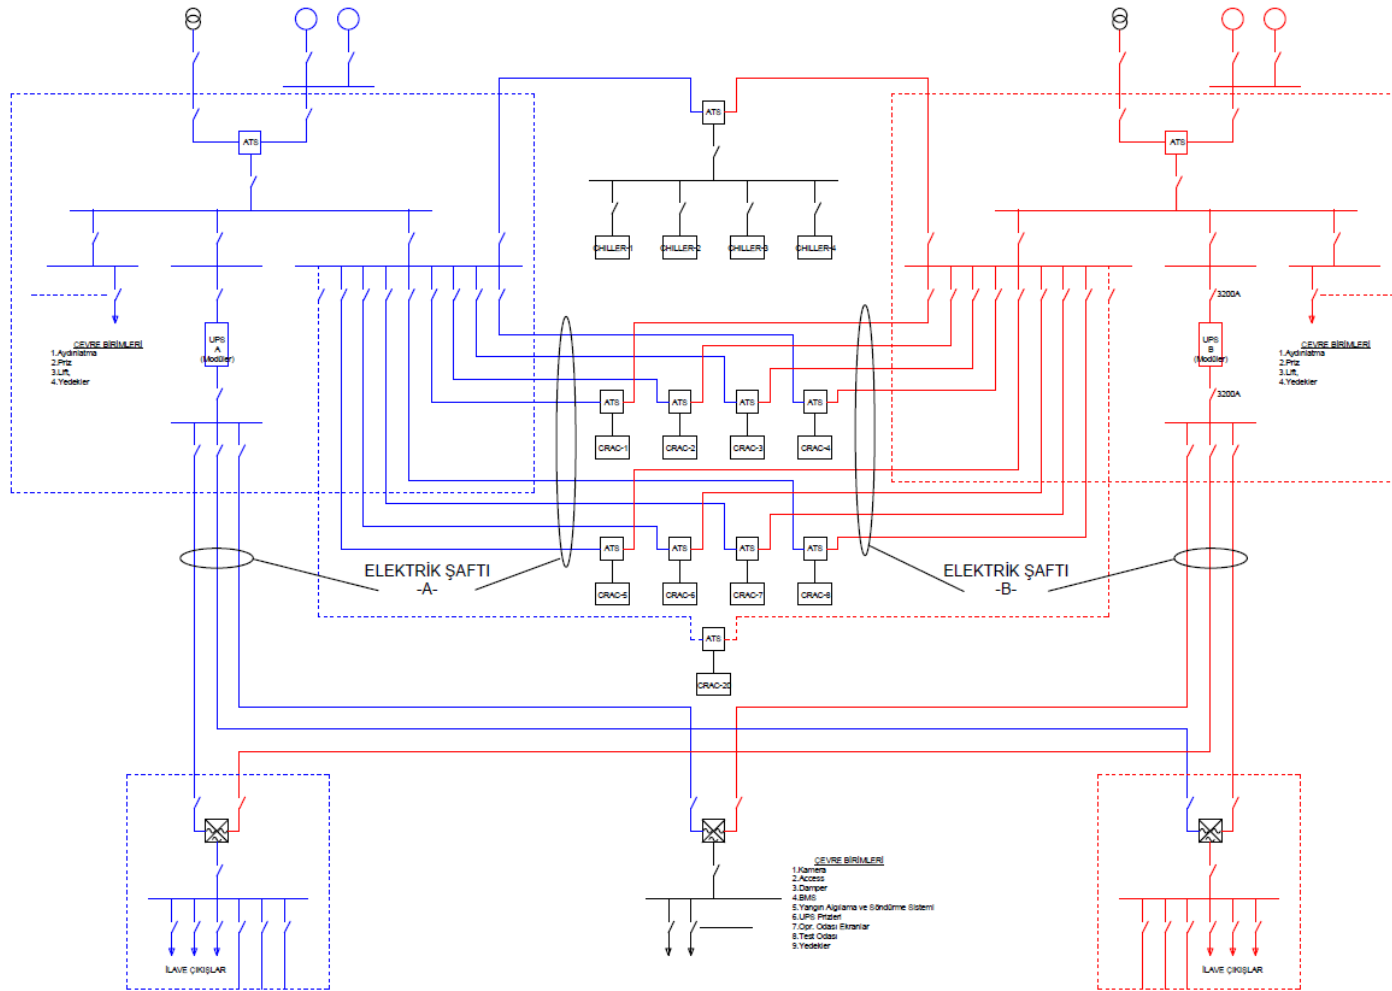 ATS
ATS
ATS
CHILLER-1
CHILLER-2
CHILLER-3
CHILLER-4
3200A
ÇEVRE BİRİMLERİ
1.Aydınlatma
2.Priz
3.Lift,
4.Yedekler
UPS
A
(Modüler)
UPS
B
(Modüler)
ÇEVRE BİRİMLERİ
1.Aydınlatma
2.Priz
3.Lift,
4.Yedekler
3200A
ATS
ATS
ATS
ATS
CRAC-1
CRAC-2
CRAC-3
CRAC-4
ATS
ATS
ATS
ATS
ELEKTRİK ŞAFTI
-A-
ELEKTRİK ŞAFTI
-B-
CRAC-5
CRAC-6
CRAC-7
CRAC-8
ATS
CRAC-20
ÇEVRE BİRİMLERİ
1.Kamera
2.Access
3.Damper
4.BMS
5.Yangın Algılama ve Söndürme Sistemi
6.UPS Prizleri
7.Opr. Odası Ekranlar
8.Test Odası
9.Yedekler
İLAVE ÇIKIŞLAR
İLAVE ÇIKIŞLAR